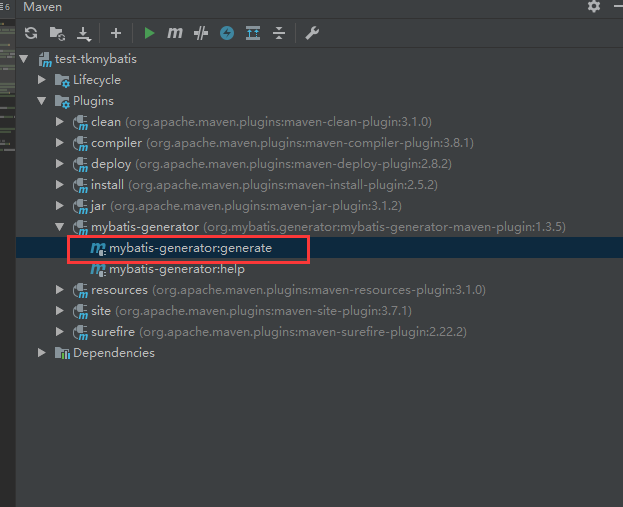 Maven
test-tkmybatis
Lifecycle
Plugins
clean (org.apache.maven.plugins:maven-clean-plugin:3.1.0)
compiler (org.apache.maven.plugins:maven-compiler-plugin:3.8.1)
deploy (org.apache.maven.plugins:maven-deploy-plugin:2.8.2)
install (org.apache.maven.plugins:maven-install-plugin:2.5.2)
jar (org.apache.maven.plugins:maven-jar-plugin:3.1.2)
mybatis-generator (org.mybatis.generator:mybatis-generator-maven-plugin:1.3.5)
mybatis-generator:generate
mybatis-generator:help
resources (org.apache.maven.plugins:maven-resources-plugin:3.1.0)
site (org.apache.maven.plugins:maven-site-plugin:3.7.1)
surefire (org.apache.maven.plugins:maven-surefire-plugin:2.22.2)
Dependencies